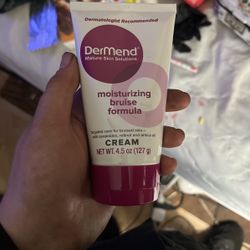 Dermatologist Recommended
DerMend
Mature Skin Solutions
moisturizing
bruise
formula
CREAM
NET WT. 4.5 oz (127 g)